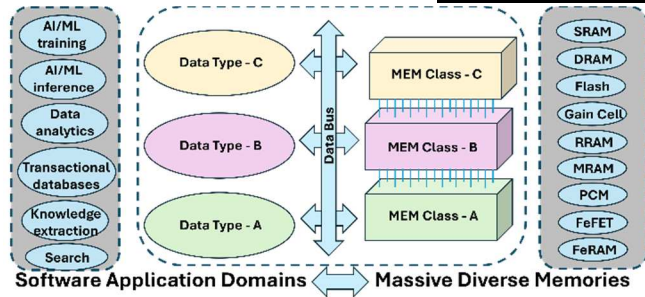 AI/ML
training
AI/ML
inference
Data
analytics
Transactional
databases
Knowledge
extraction
Search
Data Type - C
Data Type - B
Data Type - A
Data Bus
MEM Class - C
MEM Class - B
MEM Class - A
SRAM
DRAM
Flash
Gain Cell
RRAM
MRAM
PCM
FeFET
FeRAM
Software Application Domains
Massive Diverse Memories